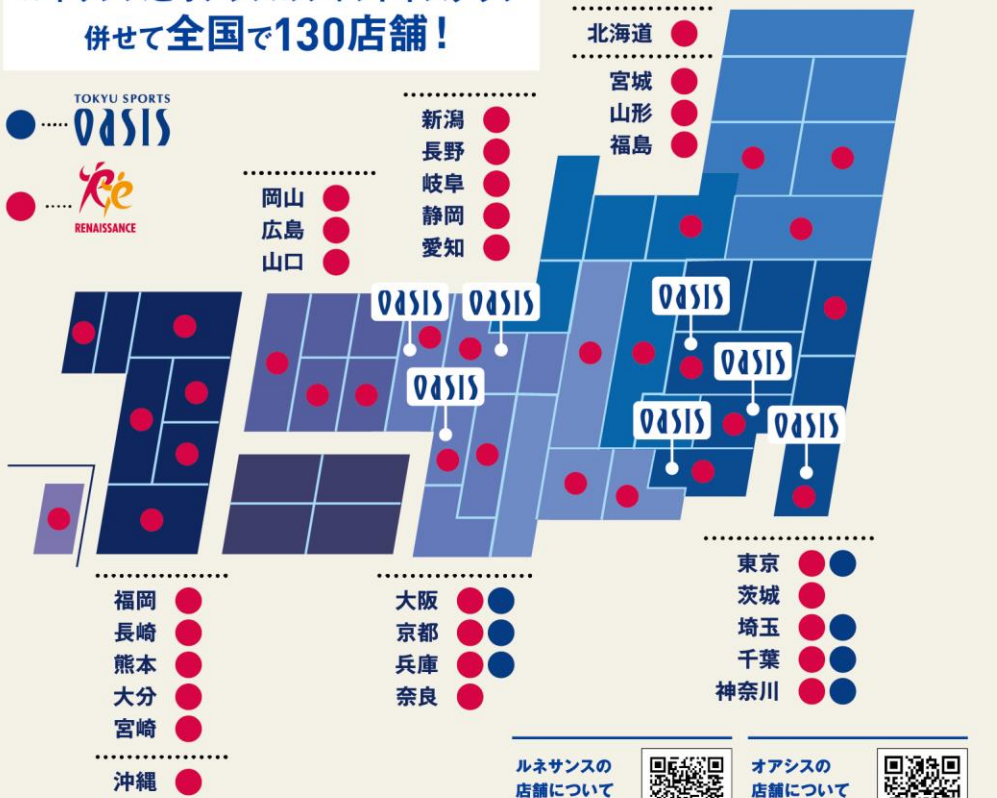 併せて全国で130店舗！
TOKYU SPORTS
OASIS
RENAISSANCE
北海道
宮城
山形
福島
新潟
長野
岐阜
静岡
愛知
岡山
広島
山口
OASIS
OASIS
OASIS
OASIS
OASIS
OASIS
OASIS
福岡
長崎
熊本
大分
宮崎
沖縄
大阪
京都
兵庫
奈良
東京
茨城
埼玉
千葉
神奈川
ルネサンスの
店舗について
オアシスの
店舗について